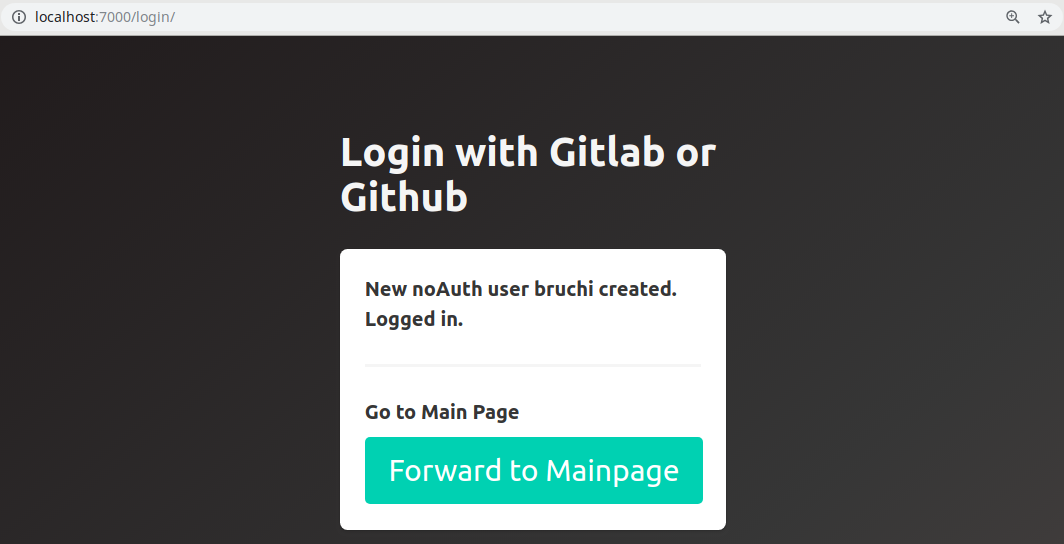 localhost:7000/login/
Login with Gitlab or
Github
New noAuth user bruchi created.
Logged in.
Go to Main Page
Forward to Mainpage